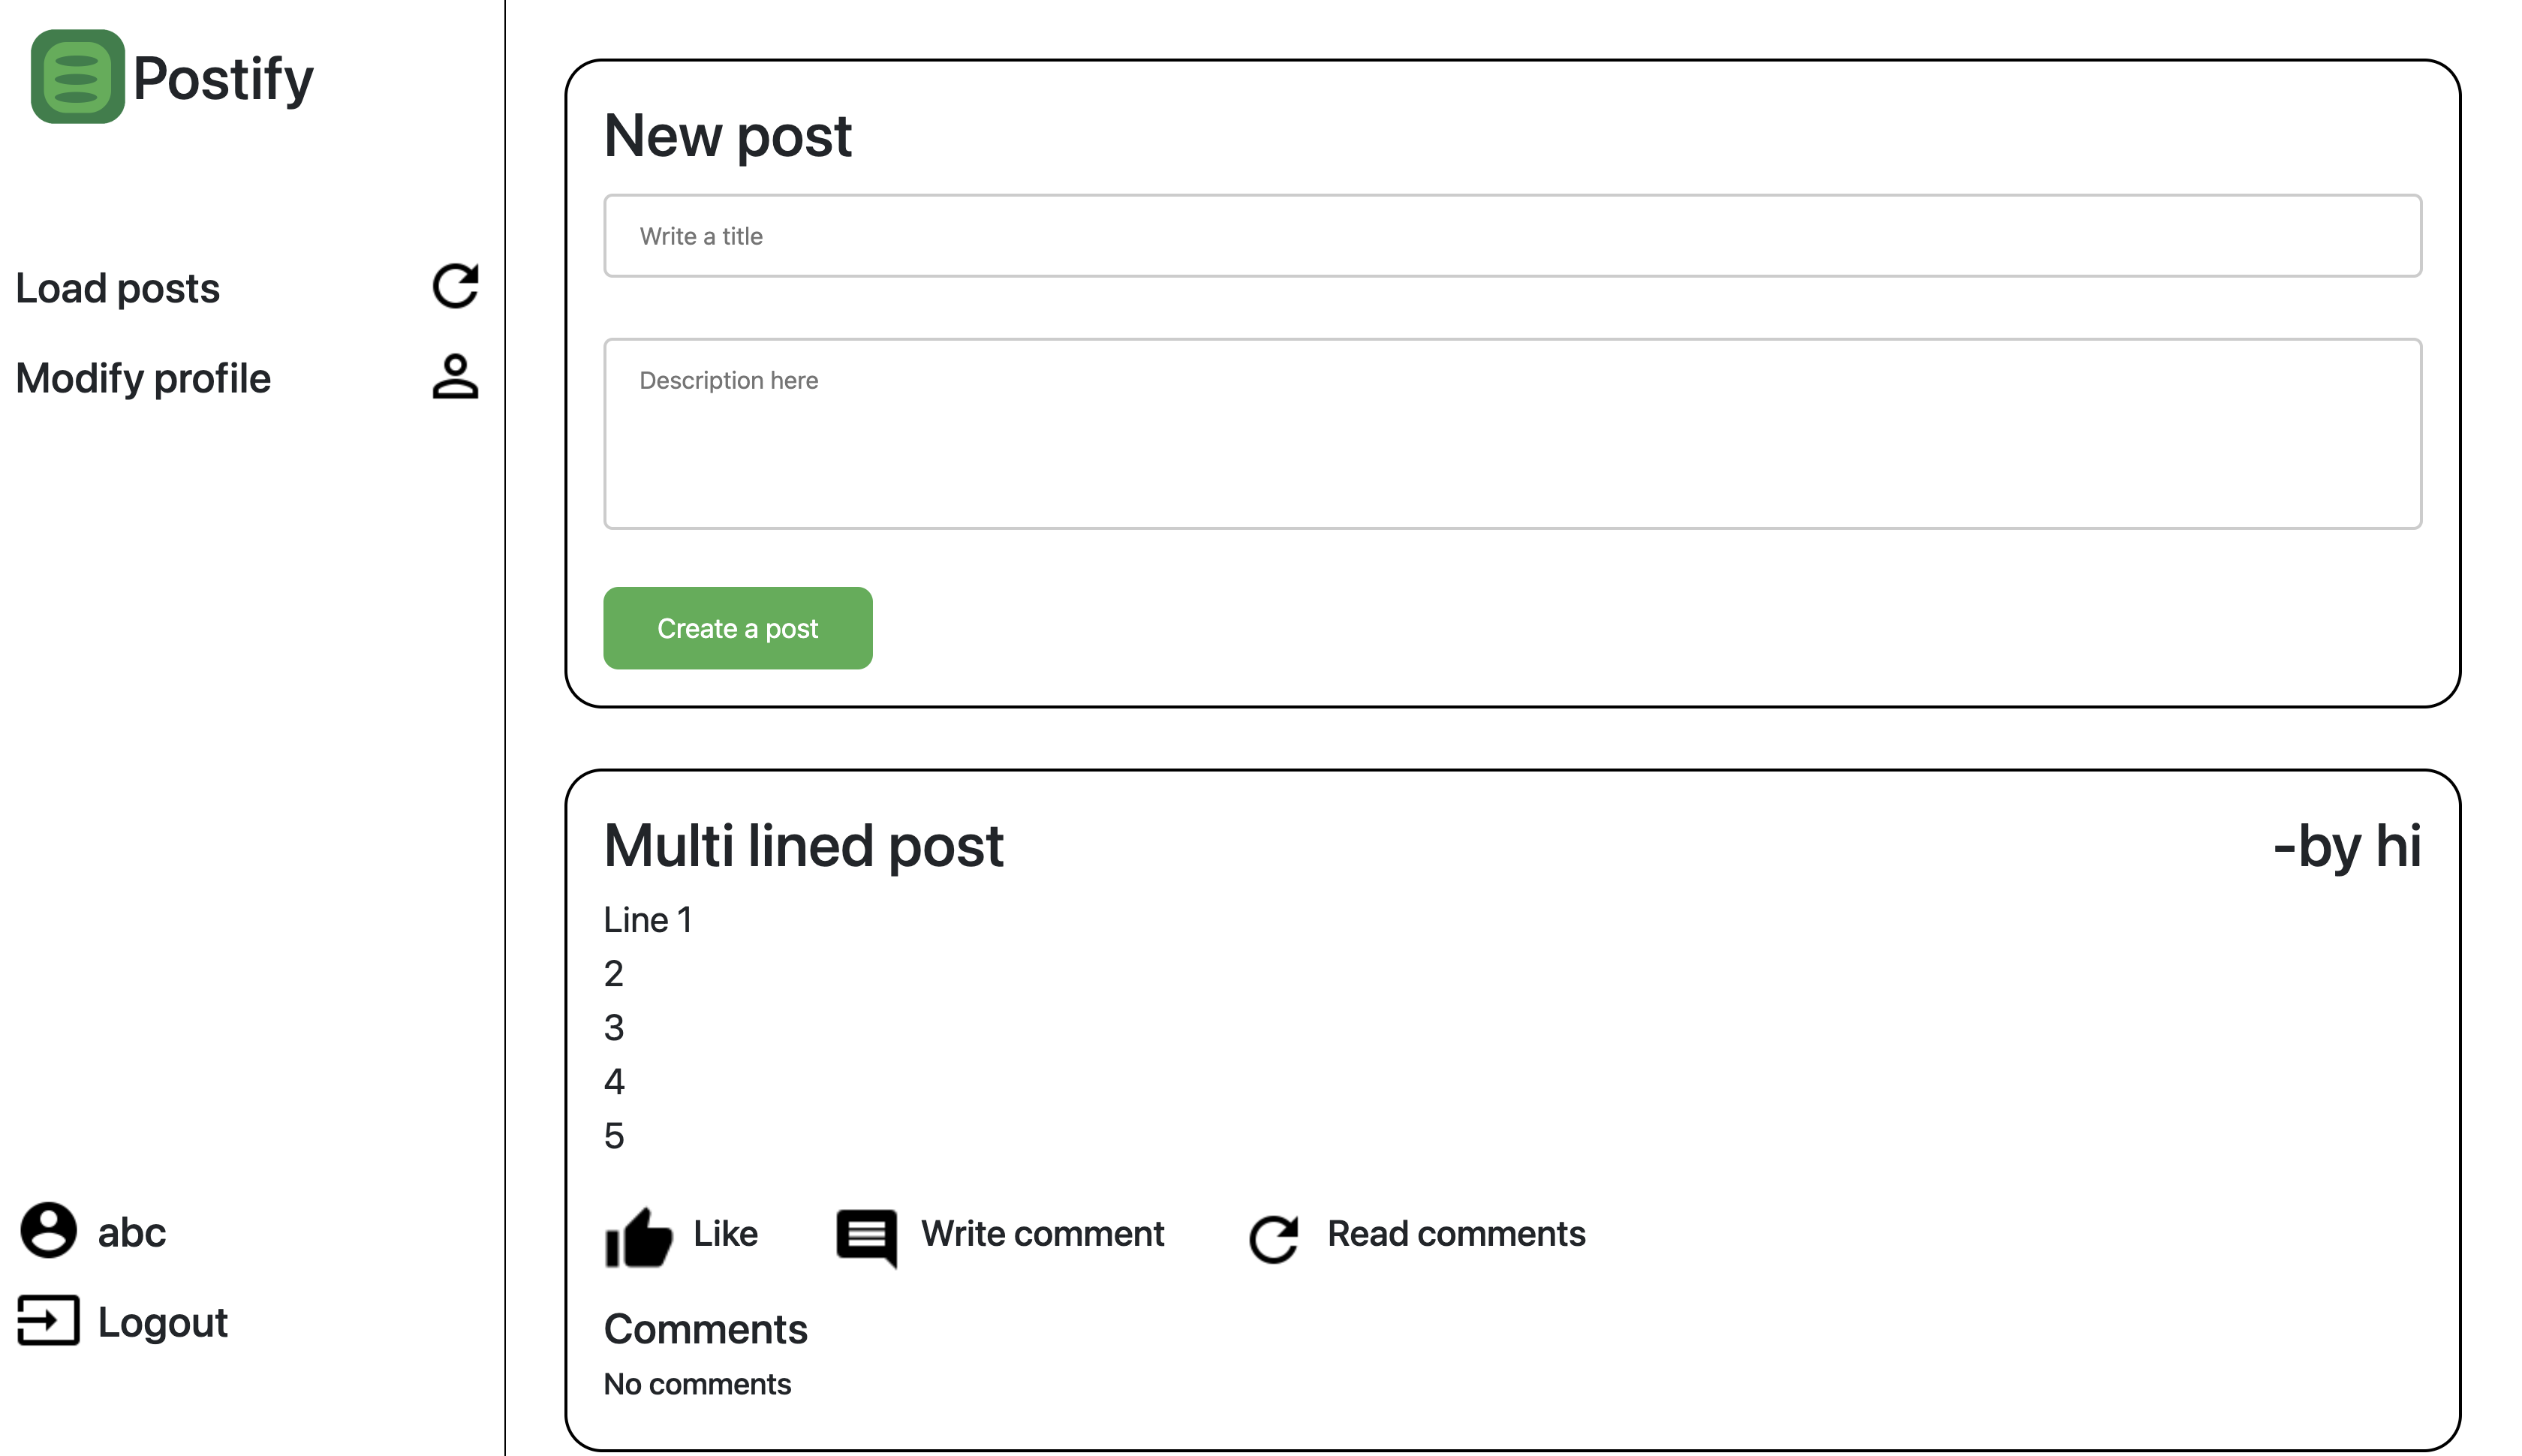 Postify
Load posts
Modify profile
abc
Logout
New post
Write a title
Description here
Create a post
Multi lined post -by hi
Line 1
2
3
4
5
Like Write comment Read comments
Comments
No comments